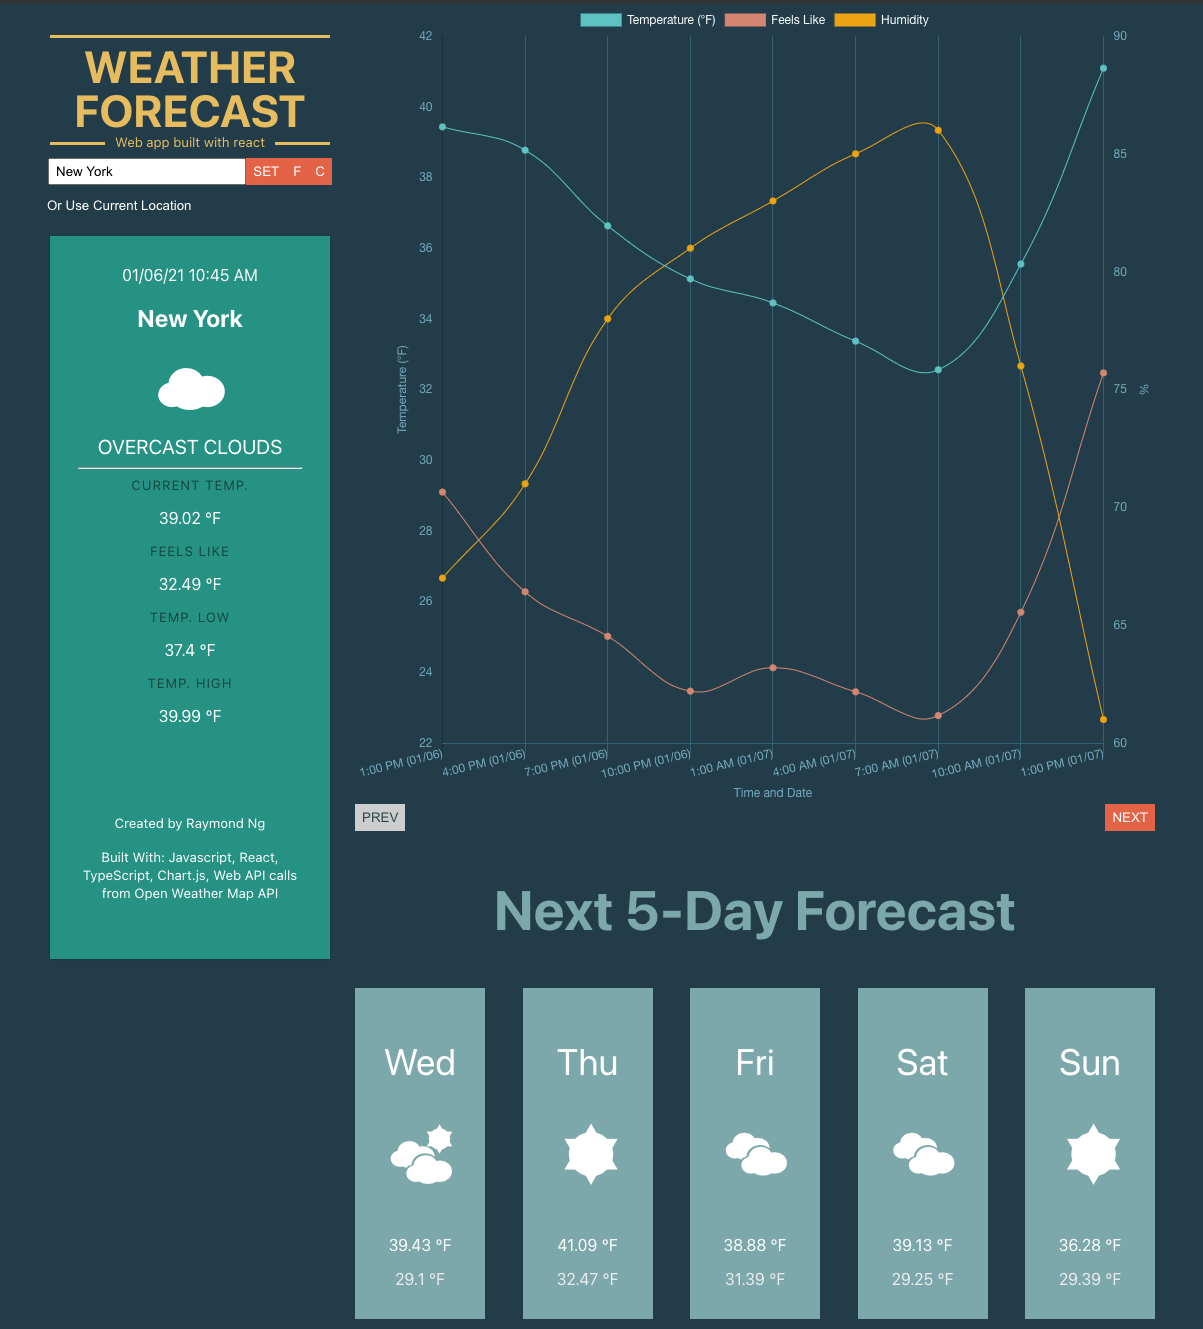 WEATHER
FORECAST
Web app built with react
New York
SET F C
Or Use Current Location
01/06/21 10:45 AM
New York
OVERCAST CLOUDS
CURRENT TEMP.
39.02 °F
FEELS LIKE
32.49 °F
TEMP. LOW
37.4 °F
TEMP. HIGH
39.99 °F
Created by Raymond Ng
Built With: Javascript, React,
TypeScript, Chart.js, Web API calls
from Open Weather Map API
Temperature (°F) Feels Like Humidity
42
40
38
36
34
32
30
28
26
24
22
Temperature (°F)
90
85
80
75
70
65
60
%
1:00 PM (01/06)
4:00 PM (01/06)
7:00 PM (01/06)
10:00 PM (01/06)
1:00 AM (01/07)
4:00 AM (01/07)
7:00 AM (01/07)
10:00 AM (01/07)
1:00 PM (01/07)
Time and Date
PREV
NEXT
Next 5-Day Forecast
Wed
39.43 °F
29.1 °F
Thu
41.09 °F
32.47 °F
Fri
38.88 °F
31.39 °F
Sat
39.13 °F
29.25 °F
Sun
36.28 °F
29.39 °F